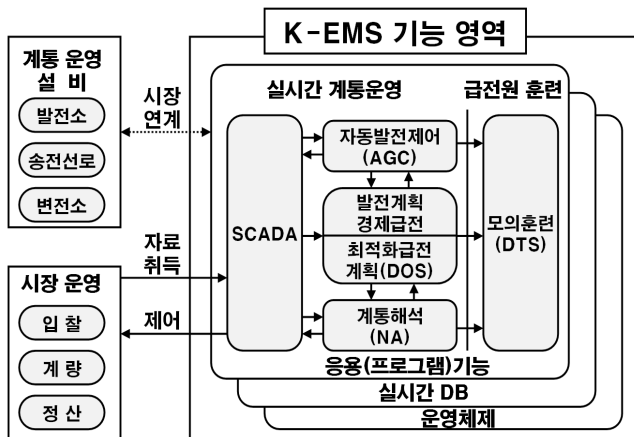 K-EMS 기능 영역
계통 운영
설 비
발전소
송전선로
변전소
시장
연계
실시간 계통운영
급전원 훈련
SCADA
자동발전제어
(AGC)
발전계획
경제급전
최적화급전
계획(DOS)
계통해석
(NA)
모의훈련
(DTS)
자료
취득
제어
시장 운영
입 찰
계 량
정 산
응용(프로그램)기능
실시간 DB
운영체제